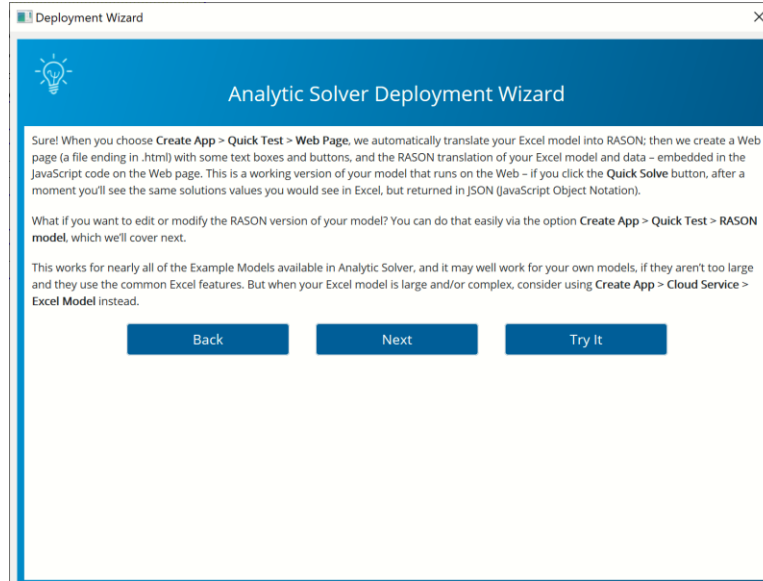 Deployment Wizard
Analytic Solver Deployment Wizard
Sure! When you choose Create App > Quick Test > Web Page, we automatically translate your Excel model into RASON; then we create a Web
page (a file ending in .html) with some text boxes and buttons, and the RASON translation of your Excel model and data – embedded in the
JavaScript code on the Web page. This is a working version of your model that runs on the Web – if you click the Quick Solve button, after a
moment you'll see the same solutions values you would see in Excel, but returned in JSON (JavaScript Object Notation).
What if you want to edit or modify the RASON version of your model? You can do that easily via the option Create App > Quick Test > RASON
model, which we'll cover next.
This works for nearly all of the Example Models available in Analytic Solver, and it may well work for your own models, if they aren't too large
and they use the common Excel features. But when your Excel model is large and/or complex, consider using Create App > Cloud Service >
Excel Model instead.
Back Next Try It